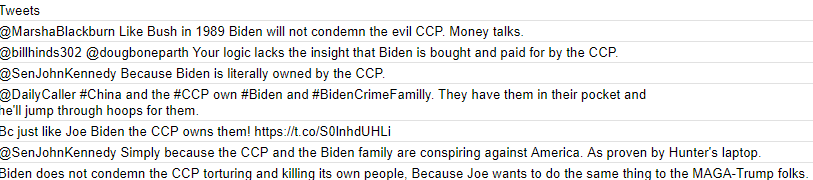 Tweets
@MarshaBlackburn Like Bush in 1989 Biden will not condemn the evil CCP. Money talks.
@billhinds302 @dougboneparth Your logic lacks the insight that Biden is bought and paid for by the CCP.
@SenJohnKennedy Because Biden is literally owned by the CCP.
@DailyCaller #China and the #CCP own #Biden and #BidenCrimeFamilly. They have them in their pocket and
he'll jump through hoops for them.
Bc just like Joe Biden the CCP owns them! https://t.co/S0lnhdUHLi
@SenJohnKennedy Simply because the CCP and the Biden family are conspiring against America. As proven by Hunter's laptop.
Biden does not condemn the CCP torturing and killing its own people, Because Joe wants to do the same thing to the MAGA-Trump folks.